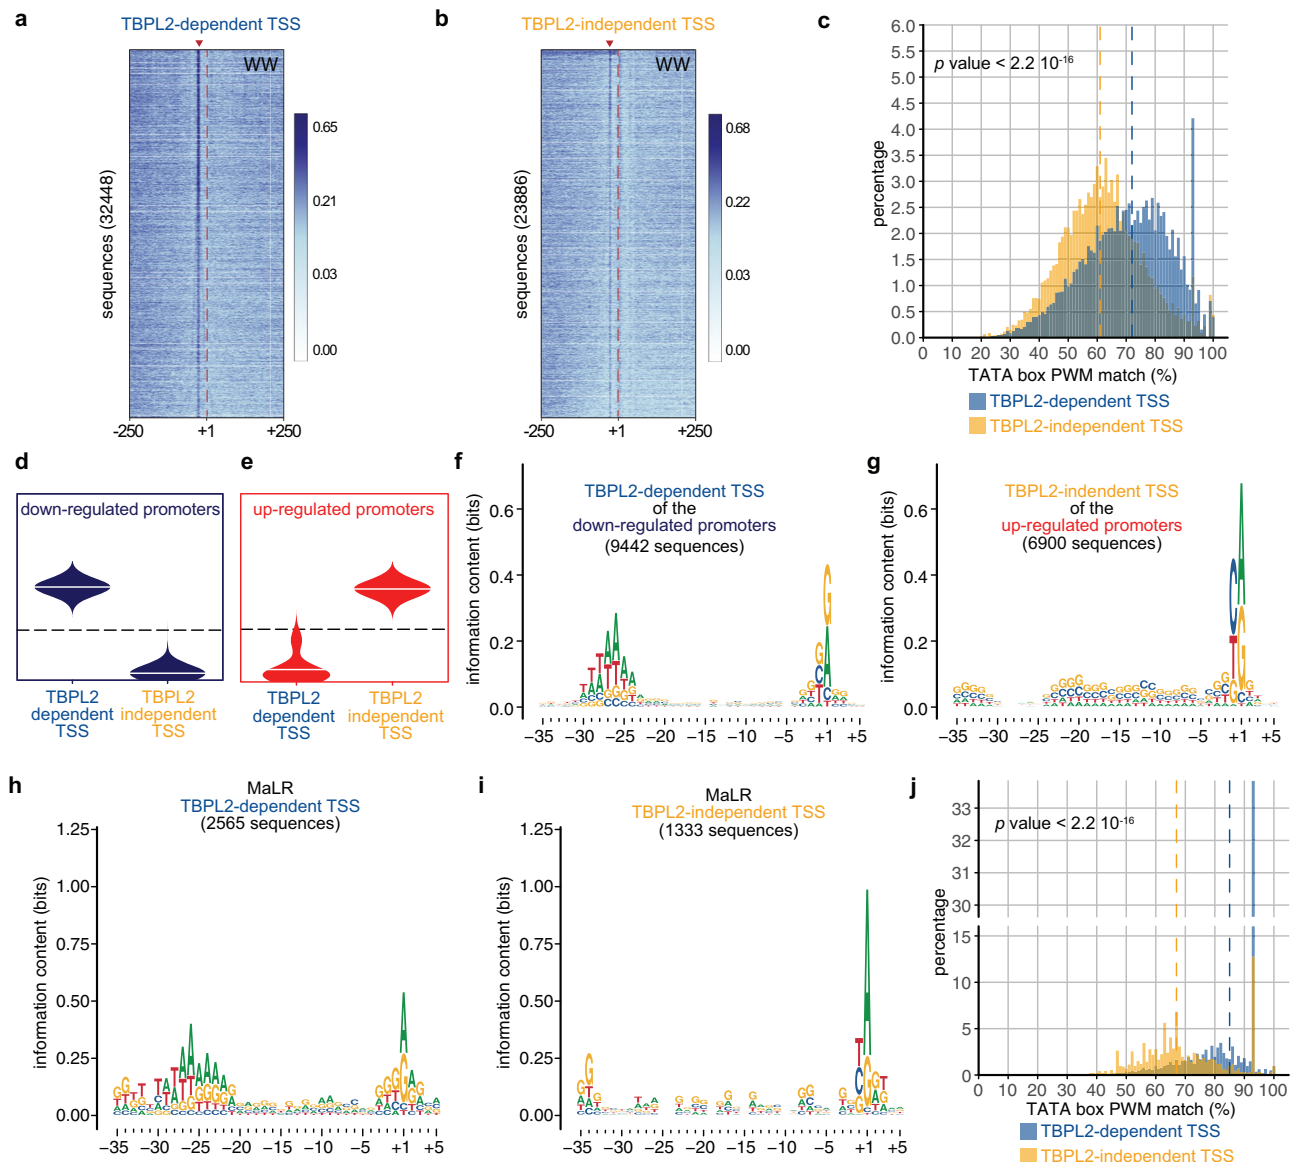 a
TBPL2-dependent TSS
WW
sequences (32448)
0.65
0.21
0.03
0.00
-250
+1
+250
b
TBPL2-independent TSS
WW
sequences (23886)
0.68
0.22
0.03
0.00
-250
+1
+250
c
p value < 2.2 10-16
percentage
6.0
5.5
5.0
4.5
4.0
3.5
3.0
2.5
2.0
1.5
1.0
0.5
0.0
0 10 20 30 40 50 60 70 80 90 100
TATA box PWM match (%)
TBPL2-dependent TSS
TBPL2-independent TSS
d
down-regulated promoters
TBPL2
dependent
TSS
TBPL2
independent
TSS
e
up-regulated promoters
TBPL2
dependent
TSS
TBPL2
independent
TSS
f
TBPL2-dependent TSS
of the
down-regulated promoters
(9442 sequences)
information content (bits)
0.6
0.4
0.2
0.0
−35 −30 −25 −20 −15 −10 −5 +1 +5
g
TBPL2-indendent TSS
of the
up-regulated promoters
(6900 sequences)
information content (bits)
0.6
0.4
0.2
0.0
−35 −30 −25 −20 −15 −10 −5 +1 +5
h
MaLR
TBPL2-dependent TSS
(2565 sequences)
information content (bits)
1.25
1.00
0.75
0.50
0.25
0.00
−35 −30 −25 −20 −15 −10 −5 +1 +5
i
MaLR
TBPL2-independent TSS
(1333 sequences)
information content (bits)
1.25
1.00
0.75
0.50
0.25
0.00
−35 −30 −25 −20 −15 −10 −5 +1 +5
j
p value < 2.2 10-16
percentage
33
32
31
30
15
10
5
0
0 10 20 30 40 50 60 70 80 90 100
TATA box PWM match (%)
TBPL2-dependent TSS
TBPL2-independent TSS